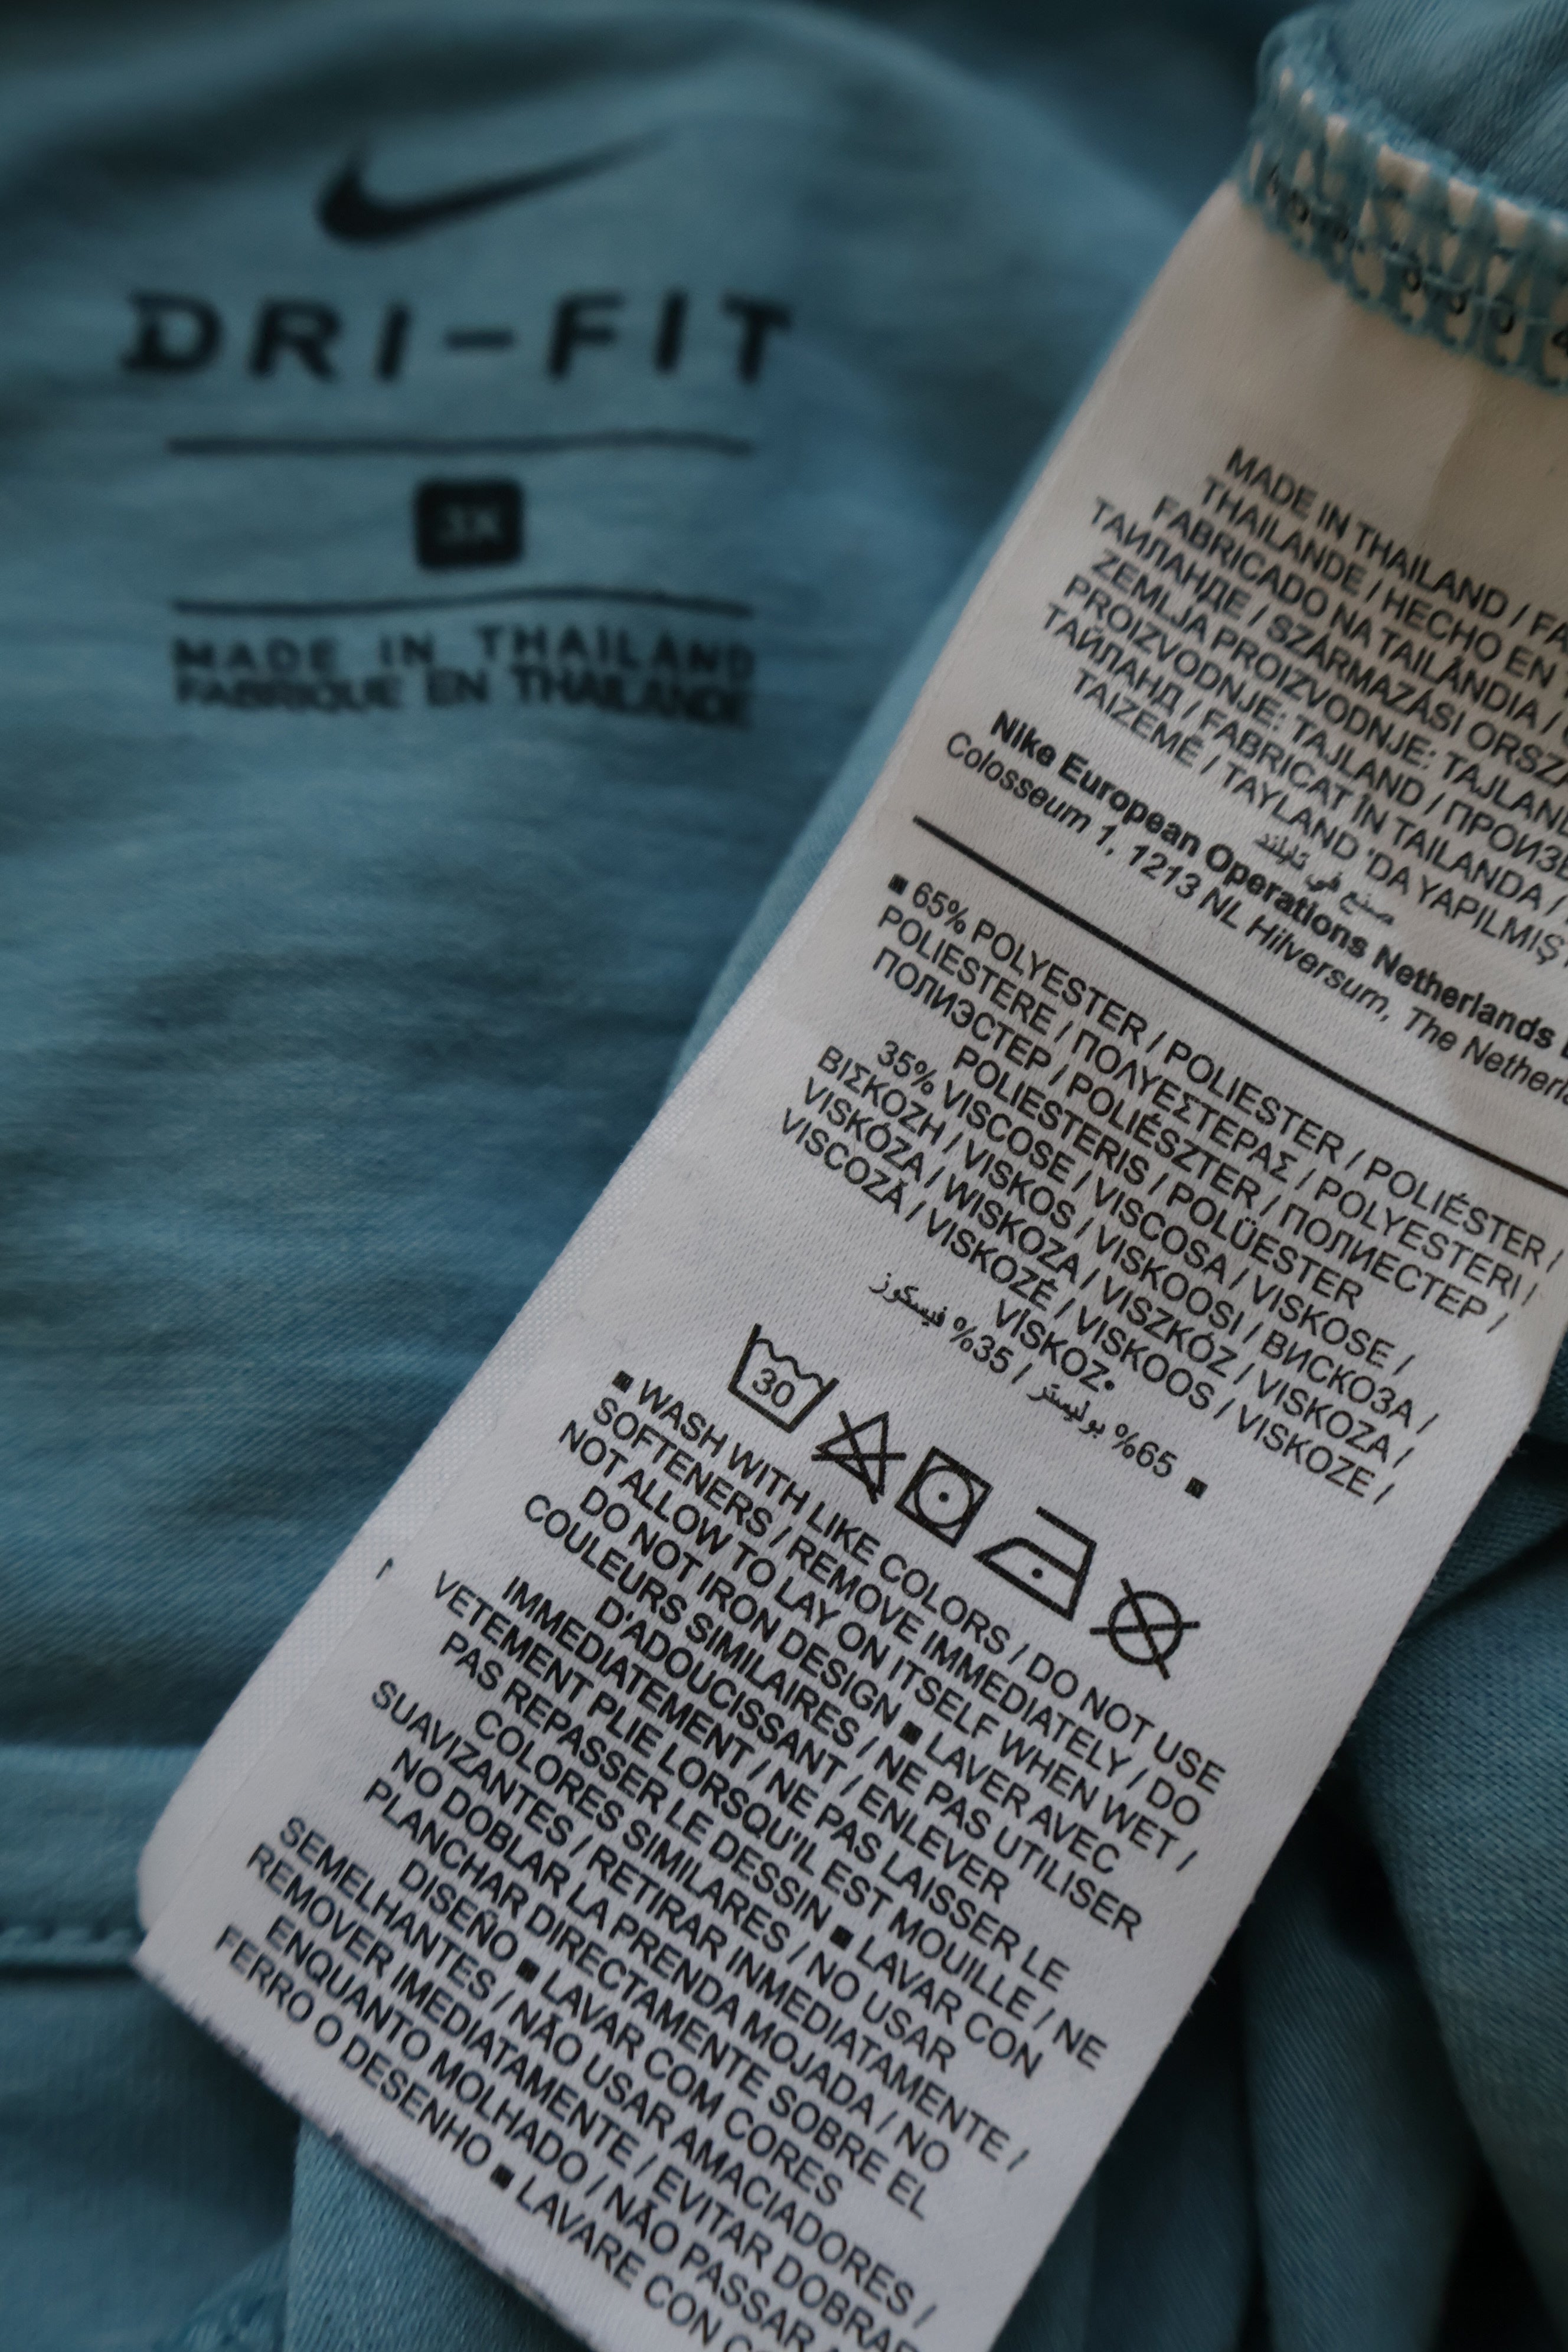 DRI-FIT
3X
MADE IN THAILAND
FABRIQUE EN THAILANDE
MADE IN THAILAND /
THAILANDE / HECHO EN
FABRICADO NA TAILÂNDIA /
ТАИЛАНДЕ / SZÁRMAZÁSI
ZEMLJA PROIZVODNJE: TAJLAND
PROIZVODNJE: TAJLAND /
ТАЙЛАНД / FABRICAT ÎN TAILANDA /
TAIZEMĒ / TAYLAND 'DA YAPILMIŞ
صنع في تايلند
Nike European Operations Netherlands
Colosseum 1, 1213 NL Hilversum, The
■ 65% POLYESTER / POLIESTER / POLIÉSTER /
POLIESTERE / ΠΟΛΥΕΣΤΕΡΑΣ / POLYESTERI /
ПОЛИЭСТЕР / POLIÉSZTER / ПОЛИЕСТЕР /
POLIESTERIS / POLÜESTER
35% VISCOSE / VISCOSA / VISKOSE /
ΒΙΣΚΟΖΗ / VISKOS / VISKOOSI / ВИСКОЗА /
VISKÓZA / WISKOZA / VISZKÓZ / VISKOZA /
VISCOZĂ / VISKOZĖ / VISKOOS / VISKOZE /
VİSKOZ•
■ 65% بوليستر / 35% فيسكوز
30
■ WASH WITH LIKE COLORS / DO NOT USE
SOFTENERS / REMOVE IMMEDIATELY / DO
NOT ALLOW TO LAY ON ITSELF WHEN WET /
DO NOT IRON DESIGN ■ LAVER AVEC
COULEURS SIMILAIRES / NE PAS UTILISER
D'ADOUCISSANT / ENLEVER
IMMEDIATEMENT / NE PAS LAISSER LE
VETEMENT PLIE LORSQU'IL EST MOUILLE / NE
PAS REPASSER LE DESSIN ■ LAVAR CON
COLORES SIMILARES / NO USAR
SUAVIZANTES / RETIRAR INMEDIATAMENTE /
NO DOBLAR LA PRENDA MOJADA / NO
PLANCHAR DIRECTAMENTE SOBRE EL
DISEÑO ■ LAVAR COM CORES
SEMELHANTES / NÃO USAR AMACIADORES /
REMOVER IMEDIATAMENTE / EVITAR DOBRAR
ENQUANTO MOLHADO / NÃO PASSAR A
FERRO O DESENHO ■ LAVARE CON